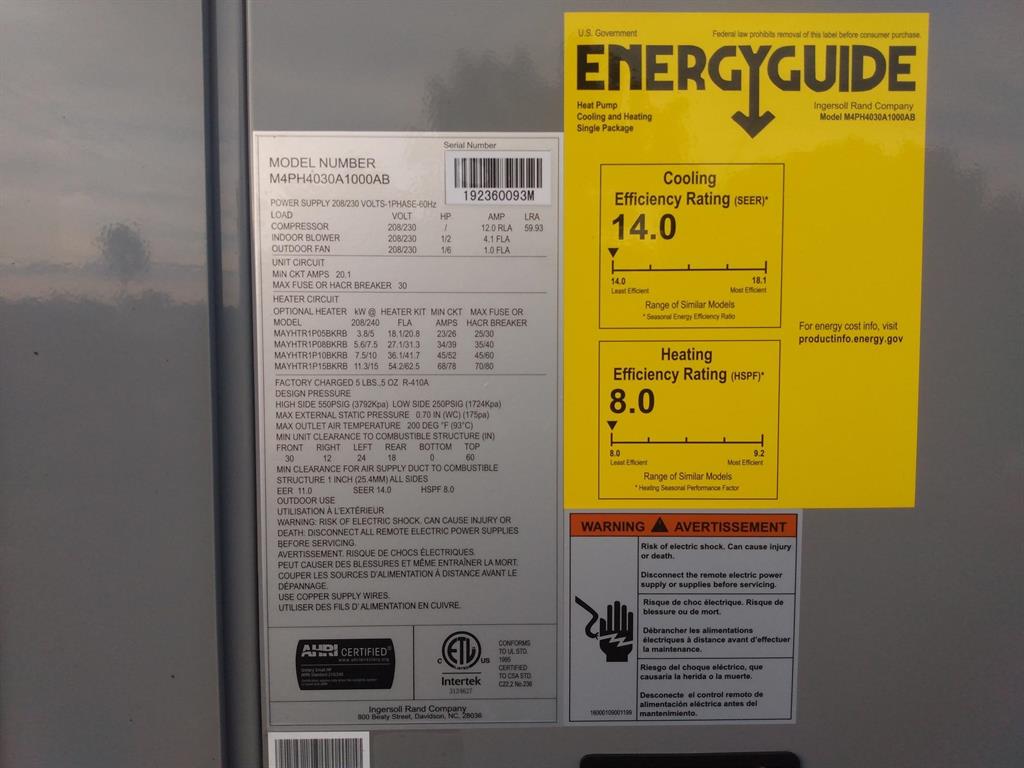 Serial Number
MODEL NUMBER
M4PH4030A1000AB
192360093M
POWER SUPPLY 208/230 VOLTS-1PHASE-60Hz
LOAD VOLT HP AMP LRA
COMPRESSOR 208/230 / 12.0 RLA 59.93
INDOOR BLOWER 208/230 1/2 4.1 FLA
OUTDOOR FAN 208/230 1/6 1.0 FLA
UNIT CIRCUIT
MIN CKT AMPS 20.1
MAX FUSE OR HACR BREAKER 30
HEATER CIRCUIT
OPTIONAL HEATER kW @ HEATER KIT MIN CKT MAX FUSE OR
MODEL 208/240 FLA AMPS HACR BREAKER
MAYHTR1P05BKRB 3.8/5 18.1/20.8 23/26 25/30
MAYHTR1P08BKRB 5.6/7.5 27.1/31.3 34/39 35/40
MAYHTR1P10BKRB 7.5/10 36.1/41.7 45/52 45/60
MAYHTR1P15BKRB 11.3/15 54.2/62.5 68/78 70/80
FACTORY CHARGED 5 LBS.,5 OZ R-410A
DESIGN PRESSURE
HIGH SIDE 550PSIG (3792Kpa) LOW SIDE 250PSIG (1724Kpa)
MAX EXTERNAL STATIC PRESSURE 0.70 IN (WC) (175pa)
MAX OUTLET AIR TEMPERATURE 200 DEG °F (93°C)
MIN UNIT CLEARANCE TO COMBUSTIBLE STRUCTURE (IN)
FRONT RIGHT LEFT REAR BOTTOM TOP
30 12 24 18 0 60
MIN CLEARANCE FOR AIR SUPPLY DUCT TO COMBUSTIBLE
STRUCTURE 1 INCH (25.4MM) ALL SIDES
EER 11.0 SEER 14.0 HSPF 8.0
OUTDOOR USE
UTILISATION À L'EXTÉRIEUR
WARNING: RISK OF ELECTRIC SHOCK. CAN CAUSE INJURY OR
DEATH: DISCONNECT ALL REMOTE ELECTRIC POWER SUPPLIES
BEFORE SERVICING.
AVERTISSEMENT. RISQUE DE CHOCS ÉLECTRIQUES.
PEUT CAUSER DES BLESSURES ET MÊME ENTRAÎNER LA MORT.
COUPER LES SOURCES D'ALIMENTATION À DISTANCE AVANT LE
DÉPANNAGE.
USE COPPER SUPPLY WIRES.
UTILISER DES FILS D'ALIMENTATION EN CUIVRE.
AHRI CERTIFIED®
www.ahridirectory.org
C ETL US
Intertek
3124627
CONFORMS
TO UL STD.
1995
CERTIFIED
TO CSA STD.
C22.2 No.236
Ingersoll Rand Company
800 Beaty Street, Davidson, NC, 28036
U.S. Government
Federal law prohibits removal of this label before consumer purchase.
ENERGYGUIDE
Heat Pump
Cooling and Heating
Single Package
Ingersoll Rand Company
Model M4PH4030A1000AB
Cooling
Efficiency Rating (SEER)*
14.0
14.0 18.1
Least Efficient Most Efficient
Range of Similar Models
* Seasonal Energy Efficiency Ratio
For energy cost info, visit
productinfo.energy.gov
Heating
Efficiency Rating (HSPF)*
8.0
8.0 9.2
Least Efficient Most Efficient
Range of Similar Models
* Heating Seasonal Performance Factor
WARNING AVERTISSEMENT
Risk of electric shock. Can cause injury
or death.
Disconnect the remote electric power
supply or supplies before servicing.
Risque de choc électrique. Risque de
blessure ou de mort.
Débrancher les alimentations
électriques à distance avant d'effectuer
la maintenance.
Riesgo del choque eléctrico, que
causaría la herida o la muerte.
Desconecte el control remoto de
alimentación eléctrica antes del
mantenimiento.
16000109001199